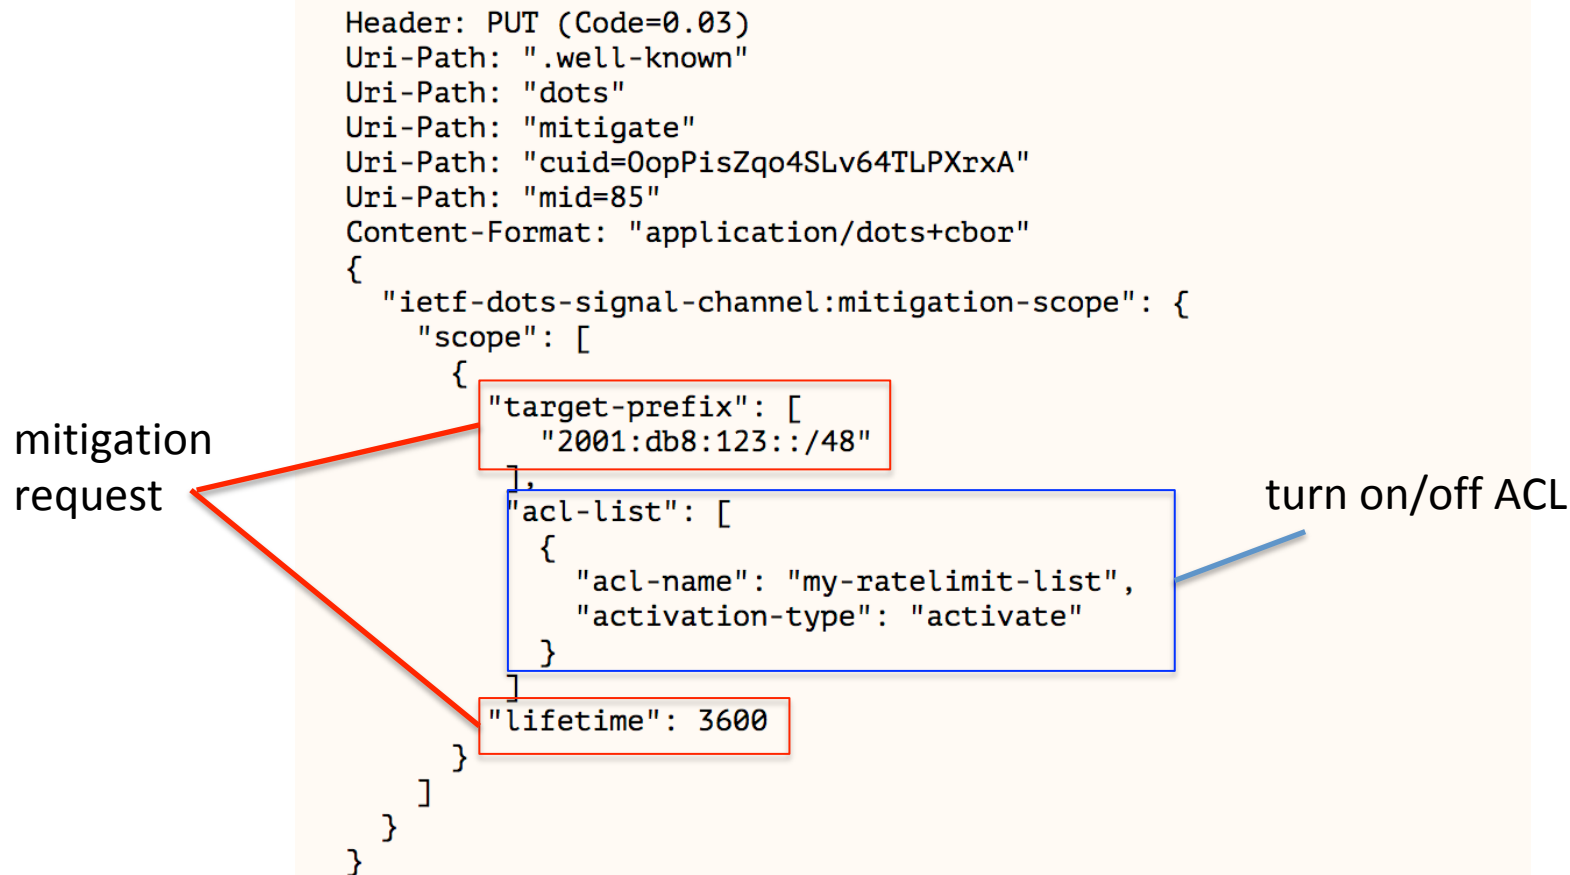 Header: PUT (Code=0.03)
Uri-Path: ".well-known"
Uri-Path: "dots"
Uri-Path: "mitigate"
Uri-Path: "cuid=OopPisZqo4SLv64TLPXrxA"
Uri-Path: "mid=85"
Content-Format: "application/dots+cbor"
{
"ietf-dots-signal-channel:mitigation-scope": {
"scope": [
{
"target-prefix": [
"2001:db8:123::/48"
],
"acl-list": [
{
"acl-name": "my-ratelimit-list",
"activation-type": "activate"
}
]
"lifetime": 3600
}
]
}
}
mitigation
request
turn on/off ACL